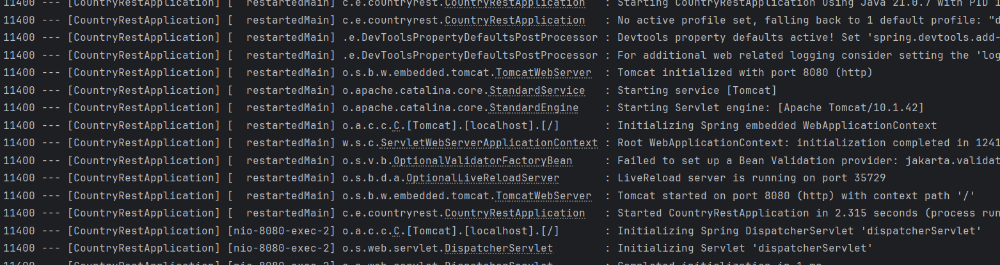 11400 --- [CountryRestApplication] [  restartedMain] c.e.countryrest.CountryRestApplication   : Starting CountryRestApplication using Java 21.0.7 with PID
11400 --- [CountryRestApplication] [  restartedMain] c.e.countryrest.CountryRestApplication   : No active profile set, falling back to 1 default profile: "d
11400 --- [CountryRestApplication] [  restartedMain] .e.DevToolsPropertyDefaultsPostProcessor : Devtools property defaults active! Set 'spring.devtools.add-
11400 --- [CountryRestApplication] [  restartedMain] .e.DevToolsPropertyDefaultsPostProcessor : For additional web related logging consider setting the 'log
11400 --- [CountryRestApplication] [  restartedMain] o.s.b.w.embedded.tomcat.TomcatWebServer  : Tomcat initialized with port 8080 (http)
11400 --- [CountryRestApplication] [  restartedMain] o.apache.catalina.core.StandardService   : Starting service [Tomcat]
11400 --- [CountryRestApplication] [  restartedMain] o.apache.catalina.core.StandardEngine    : Starting Servlet engine: [Apache Tomcat/10.1.42]
11400 --- [CountryRestApplication] [  restartedMain] o.a.c.c.C.[Tomcat].[localhost].[/]       : Initializing Spring embedded WebApplicationContext
11400 --- [CountryRestApplication] [  restartedMain] w.s.c.ServletWebServerApplicationContext : Root WebApplicationContext: initialization completed in 1241
11400 --- [CountryRestApplication] [  restartedMain] o.s.v.b.OptionalValidatorFactoryBean     : Failed to set up a Bean Validation provider: jakarta.validat
11400 --- [CountryRestApplication] [  restartedMain] o.s.b.d.a.OptionalLiveReloadServer       : LiveReload server is running on port 35729
11400 --- [CountryRestApplication] [  restartedMain] o.s.b.w.embedded.tomcat.TomcatWebServer  : Tomcat started on port 8080 (http) with context path '/'
11400 --- [CountryRestApplication] [  restartedMain] c.e.countryrest.CountryRestApplication   : Started CountryRestApplication in 2.315 seconds (process run
11400 --- [CountryRestApplication] [nio-8080-exec-2] o.a.c.c.C.[Tomcat].[localhost].[/]       : Initializing Spring DispatcherServlet 'dispatcherServlet'
11400 --- [CountryRestApplication] [nio-8080-exec-2] o.s.web.servlet.DispatcherServlet        : Initializing Servlet 'dispatcherServlet'
11400 --- [CountryRestApplication] [nio-8080-exec-2] o.s.web.servlet.DispatcherServlet        : Completed initialization in 1 ms